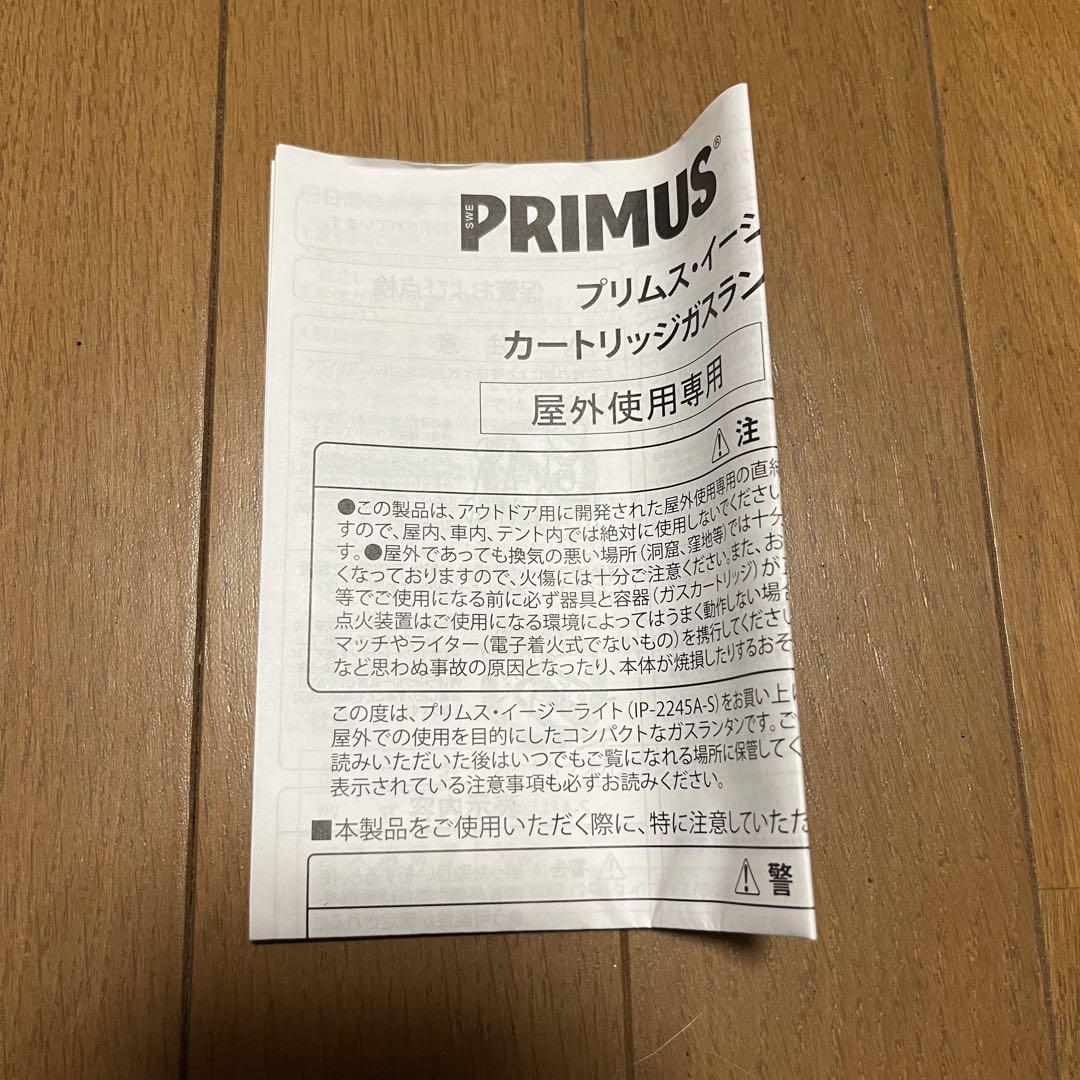 SWE PRIMUS®
プリムス・イージ
カートリッジガスラン
屋外使用専用
⚠注
●この製品は、アウトドア用に開発された屋外使用専用の直結
すので、屋内、車内、テント内では絶対に使用しないでください
す。●屋外であっても換気の悪い場所(洞窟、窪地等)では十分
くなっておりますので、火傷には十分ご注意ください。また、お
等でご使用になる前に必ず器具と容器(ガスカートリッジ)が
点火装置はご使用になる環境によってはうまく動作しない場合
マッチやライター(電子着火式でないもの)を携行してください
など思わぬ事故の原因となったり、本体が焼損したりするおそ
この度は、プリムス・イージーライト(IP-2245A-S)をお買い上げ
屋外での使用を目的にしたコンパクトなガスランタンです。ご
読みいただいた後はいつでもご覧になれる場所に保管してく
表示されている注意事項も必ずお読みください。
■本製品をご使用いただく際に、特に注意していただ
⚠警
保管および点検